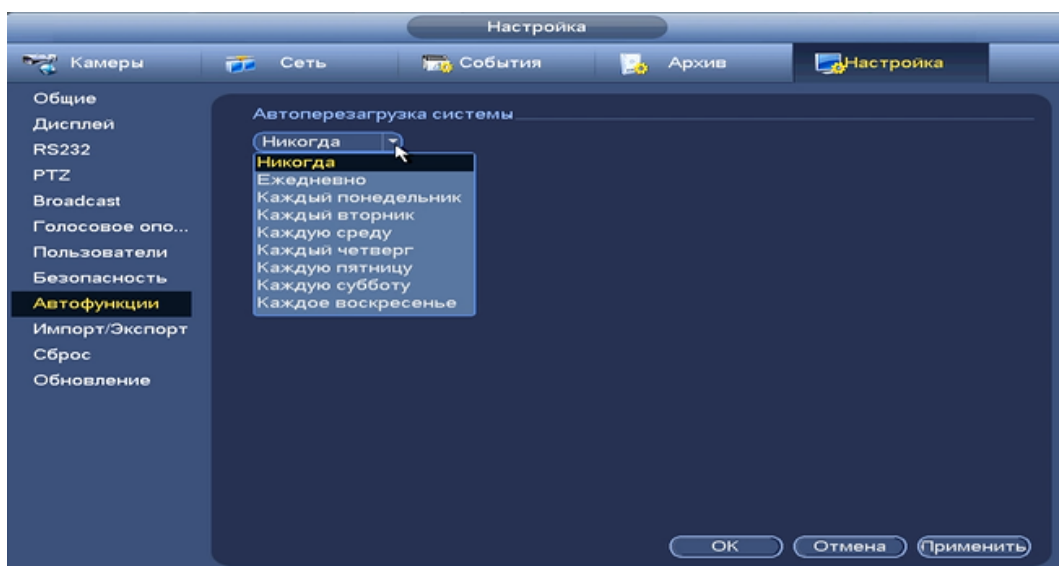 Настройка
Камеры Сеть События Архив Настройка
Общие
Дисплей
RS232
PTZ
Broadcast
Голосовое опо...
Пользователи
Безопасность
Автофункции
Импорт/Экспорт
Сброс
Обновление
Автоперезагрузка системы
Никогда
Никогда
Ежедневно
Каждый понедельник
Каждый вторник
Каждую среду
Каждый четверг
Каждую пятницу
Каждую субботу
Каждое воскресенье
OK Отмена Применить